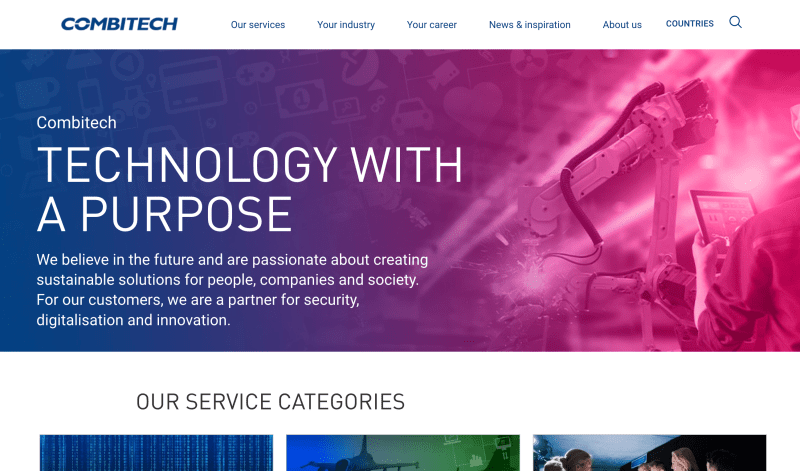 COMBITECH
Our services
Your industry
Your career
News & inspiration
About us
COUNTRIES
Combitech
TECHNOLOGY WITH
A PURPOSE
We believe in the future and are passionate about creating
sustainable solutions for people, companies and society.
For our customers, we are a partner for security,
digitalisation and innovation.
OUR SERVICE CATEGORIES